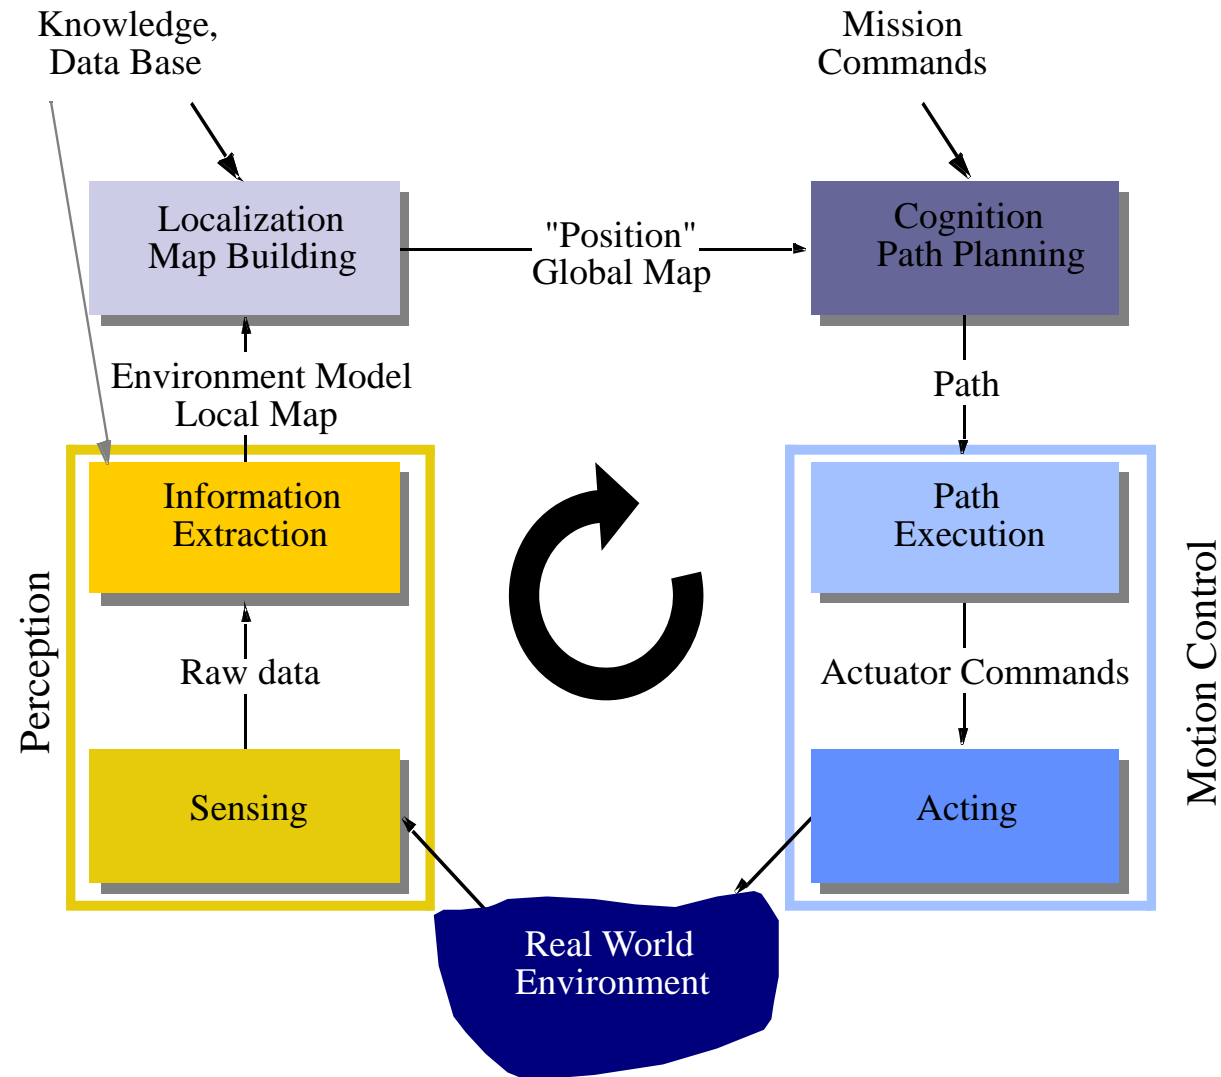 Knowledge,
Data Base
Mission
Commands
Localization
Map Building
"Position"
Global Map
Cognition
Path Planning
Environment Model
Local Map
Path
Information
Extraction
Path
Execution
Perception
Raw data
Actuator Commands
Motion Control
Sensing
Acting
Real World
Environment